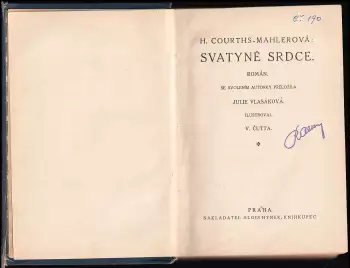 č. 190
H. COURTHS-MAHLEROVÁ:
SVATYNĚ SRDCE.
ROMÁN.
SE SVOLENÍM AUTORKY PŘELOŽILA
JULIE VLASÁKOVÁ.
ILUSTROVAL
V. ČUTTA.
PRAHA.
NAKLADATEL ALOIS HYNEK, KNIHKUPEC